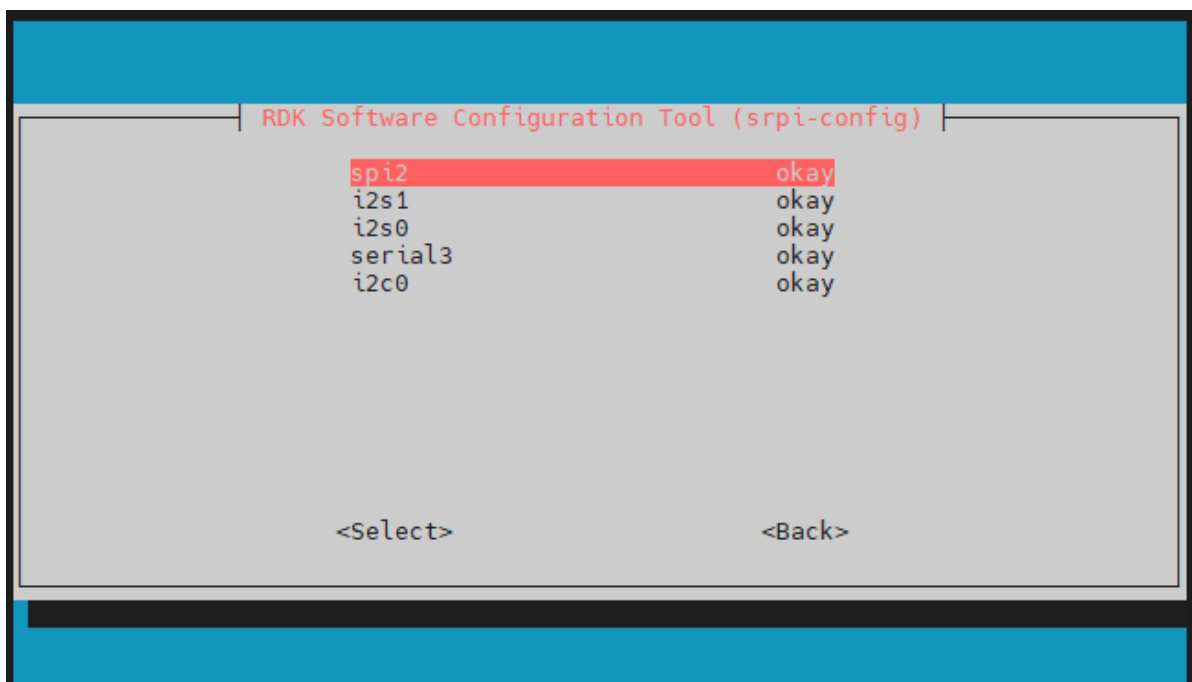 RDK Software Configuration Tool (srpi-config)
spi2 okay
i2s1 okay
i2s0 okay
serial3 okay
i2c0 okay
<Select> <Back>